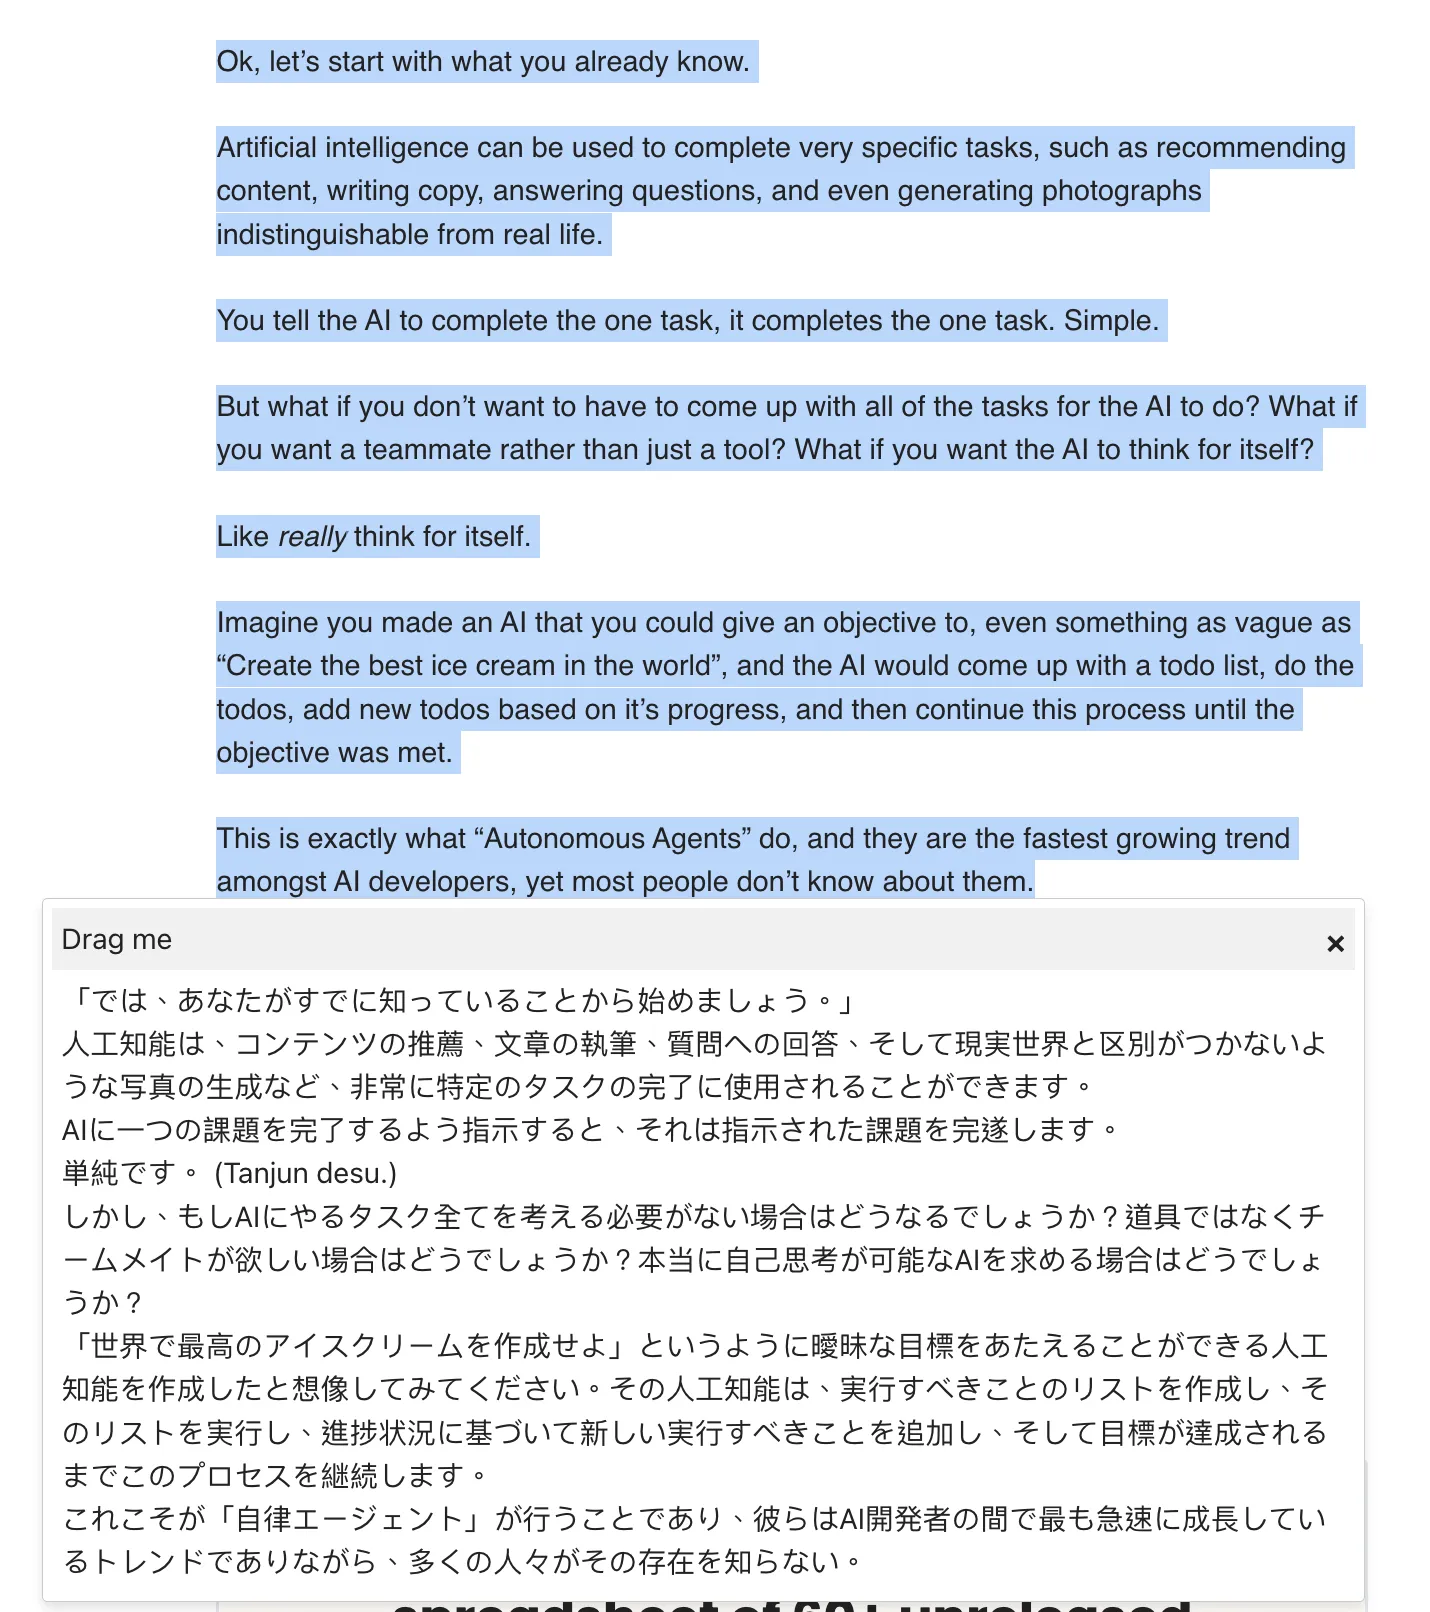 Ok, let’s start with what you already know.
Artificial intelligence can be used to complete very specific tasks, such as recommending
content, writing copy, answering questions, and even generating photographs
indistinguishable from real life.
You tell the AI to complete the one task, it completes the one task. Simple.
But what if you don’t want to have to come up with all of the tasks for the AI to do? What if
you want a teammate rather than just a tool? What if you want the AI to think for itself?
Like really think for itself.
Imagine you made an AI that you could give an objective to, even something as vague as
“Create the best ice cream in the world”, and the AI would come up with a todo list, do the
todos, add new todos based on it’s progress, and then continue this process until the
objective was met.
This is exactly what “Autonomous Agents” do, and they are the fastest growing trend
amongst AI developers, yet most people don’t know about them.
Drag me
「では、あなたがすでに知っていることから始めましょう。」
人工知能は、コンテンツの推薦、文章の執筆、質問への回答、そして現実世界と区別がつかないよ
うな写真の生成など、非常に特定のタスクの完了に使用されることができます。
AIに一つの課題を完了するよう指示すると、それは指示された課題を完遂します。
単純です。 (Tanjun desu.)
しかし、もしAIにやるタスク全てを考える必要がない場合はどうなるでしょうか？道具ではなくチ
ームメイトが欲しい場合はどうでしょうか？本当に自己思考が可能なAIを求める場合はどうでしょ
うか？
「世界で最高のアイスクリームを作成せよ」というように曖昧な目標をあたえることができる人工
知能を作成したと想像してみてください。その人工知能は、実行すべきことのリストを作成し、そ
のリストを実行し、進捗状況に基づいて新しい実行すべきことを追加し、そして目標が達成される
までこのプロセスを継続します。
これこそが「自律エージェント」が行うことであり、彼らはAI開発者の間で最も急速に成長してい
るトレンドでありながら、多くの人々がその存在を知らない。
spreadsheet of 60+ unreleased